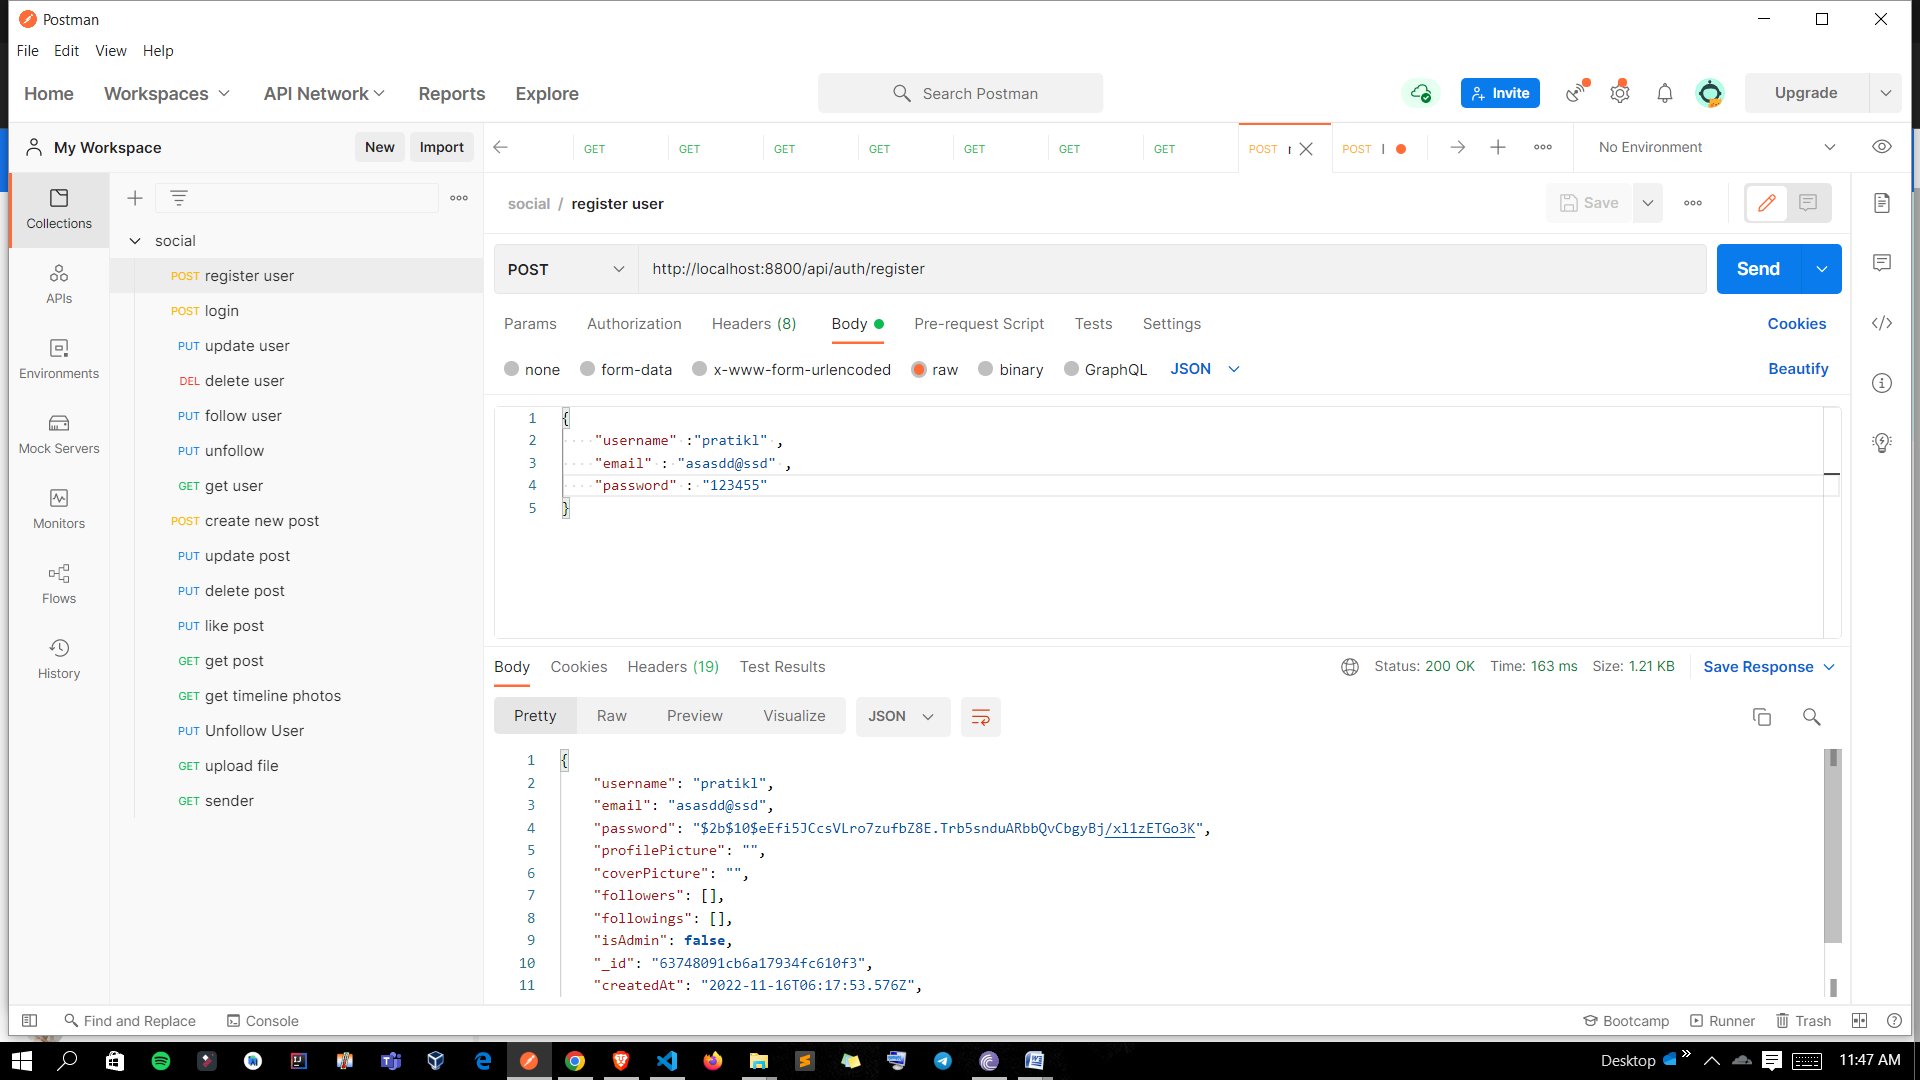 Postman
File Edit View Help
Home Workspaces API Network Reports Explore Search Postman Invite Upgrade
My Workspace New Import GET GET GET GET GET GET GET POST POST No Environment
Collections
APIs
Environments
Mock Servers
Monitors
Flows
History
social
POST register user
POST login
PUT update user
DEL delete user
PUT follow user
PUT unfollow
GET get user
POST create new post
PUT update post
PUT delete post
PUT like post
GET get post
GET get timeline photos
PUT Unfollow User
GET upload file
GET sender
social / register user Save
POST http://localhost:8800/api/auth/register Send
Params Authorization Headers (8) Body Pre-request Script Tests Settings Cookies
none form-data x-www-form-urlencoded raw binary GraphQL JSON Beautify
1 {
2 "username" :"pratikl" ,
3 "email" : "asasdd@ssd" ,
4 "password" : "123455"
5 }
Body Cookies Headers (19) Test Results Status: 200 OK Time: 163 ms Size: 1.21 KB Save Response
Pretty Raw Preview Visualize JSON
1 {
2 "username": "pratikl",
3 "email": "asasdd@ssd",
4 "password": "$2b$10$eEfi5JCcsVLro7zufbZ8E.Trb5snduARbbQvCbgyBj/xl1zETGo3K",
5 "profilePicture": "",
6 "coverPicture": "",
7 "followers": [],
8 "followings": [],
9 "isAdmin": false,
10 "_id": "63748091cb6a17934fc610f3",
11 "createdAt": "2022-11-16T06:17:53.576Z",
Find and Replace Console Bootcamp Runner Trash
Desktop 11:47 AM